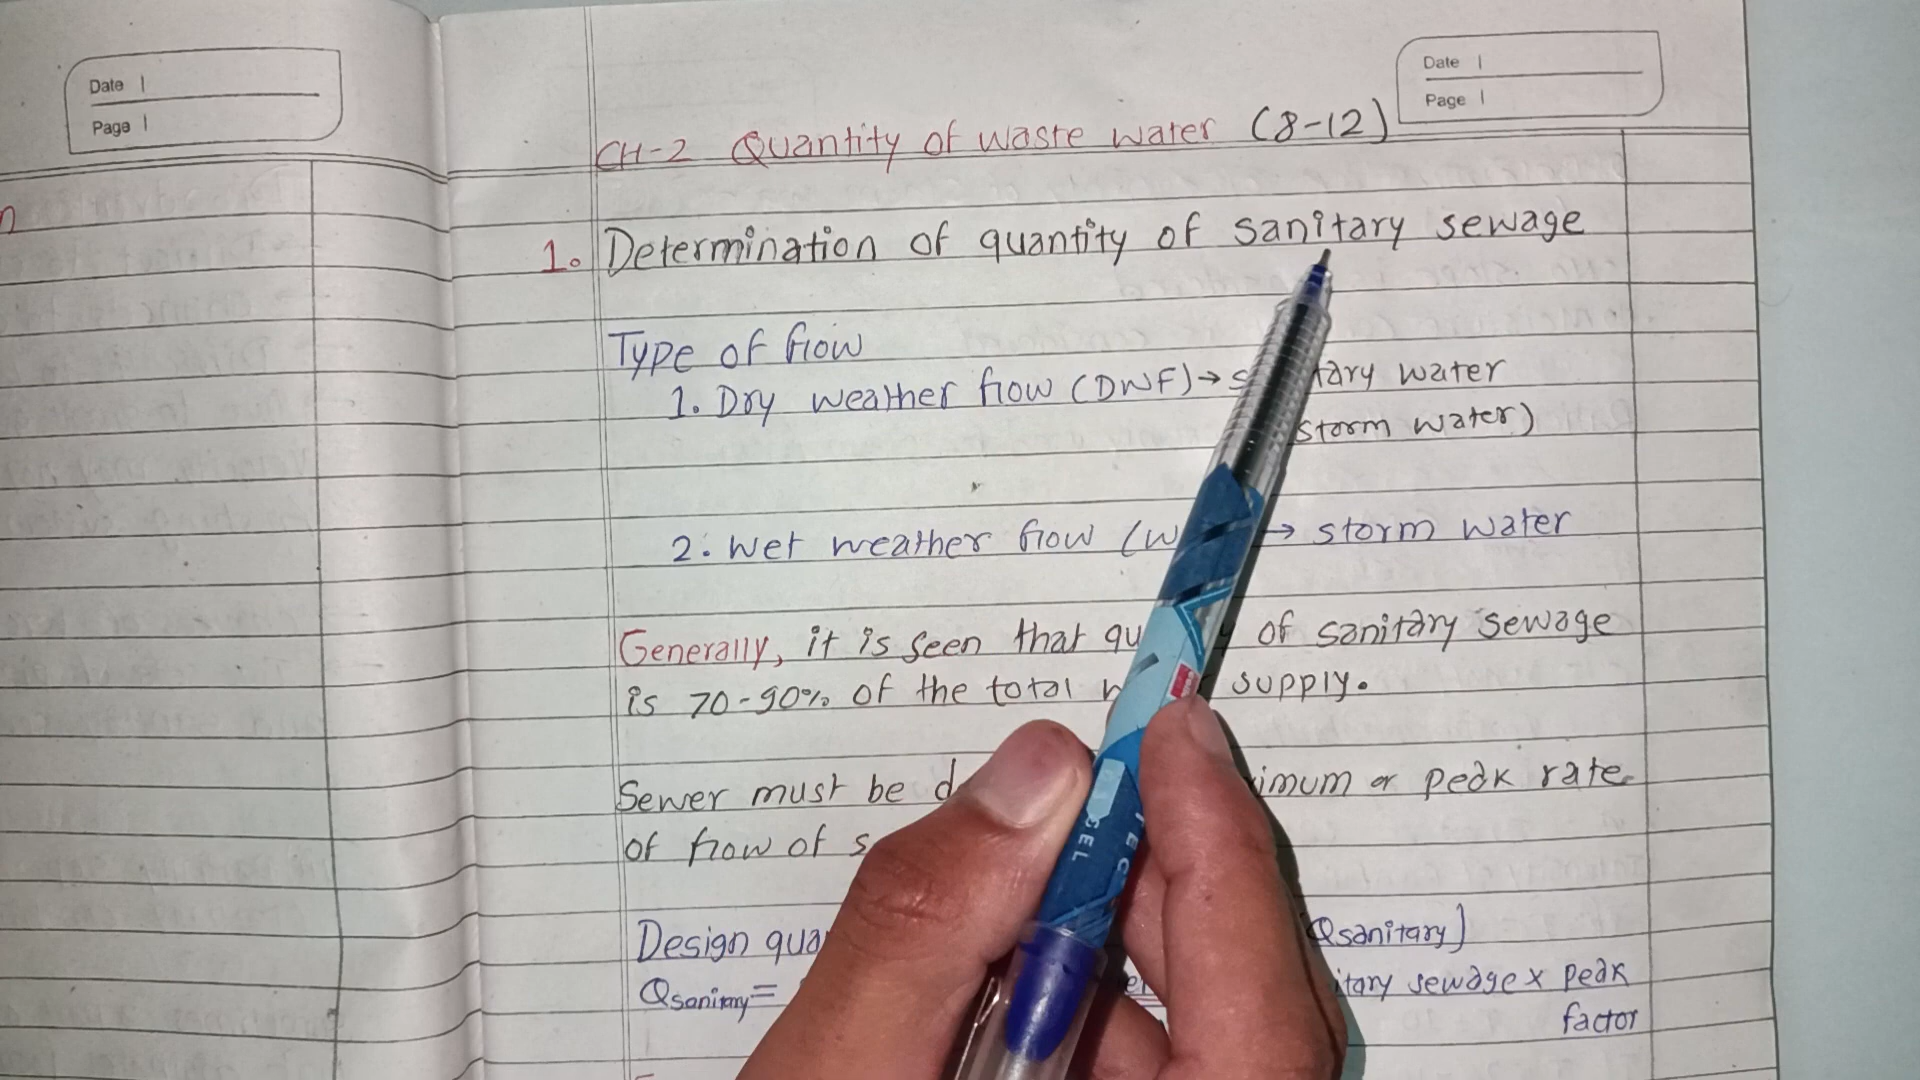 Date
Page
Date
Page
CH-2 Quantity of waste water (8-12)
1. Determination of quantity of sanitary sewage
Type of flow
1. Dry weather flow (DWF) → tary water
storm water)
2. Wet weather flow (W → storm water
Generally, it is seen that qu y of sanitary sewage
is 70-90% of the total supply.
Sewer must be d imum or peak rate
of flow of s
Design qua Qsanitary)
Qsanitary = itary sewage x peak
factor